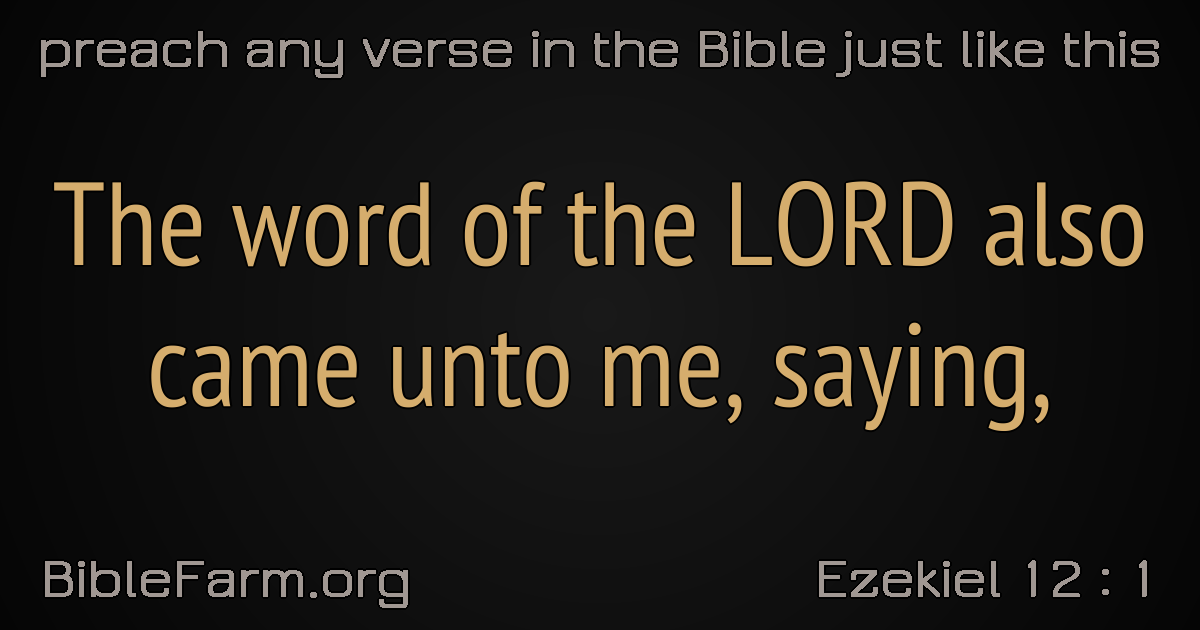 preach any verse in the Bible just like this
The word of the LORD also
came unto me, saying,
BibleFarm.org
Ezekiel 12 : 1